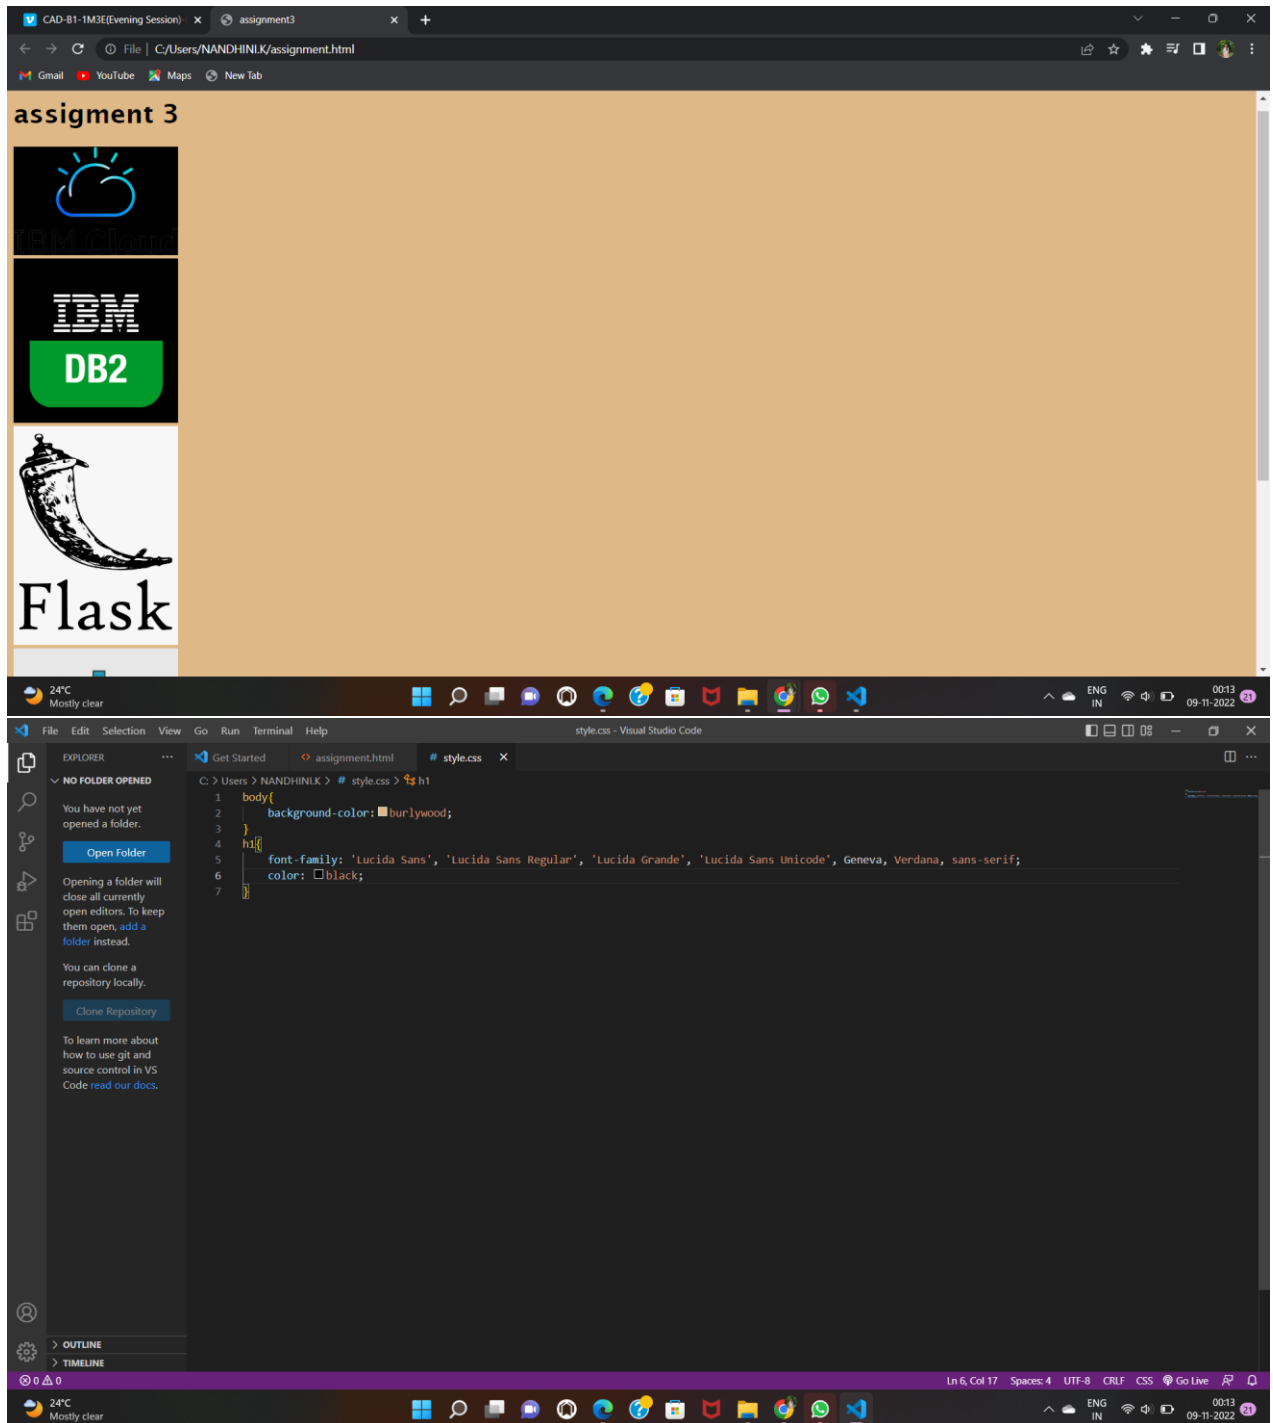 CAD-B1-1M3E(Evening Session)
assignment3
File | C:/Users/NANDHINI.K/assignment.html
Gmail YouTube Maps New Tab
assigment 3
IBM Cloud
IBM
DB2
Flask
24°C
Mostly clear
ENG
IN
00:13
09-11-2022
21
File Edit Selection View Go Run Terminal Help
style.css - Visual Studio Code
EXPLORER
Get Started
assignment.html
# style.css
NO FOLDER OPENED
C: > Users > NANDHINI.K > # style.css > h1
You have not yet
opened a folder.
Open Folder
Opening a folder will
close all currently
open editors. To keep
them open, add a
folder instead.
You can clone a
repository locally.
Clone Repository
To learn more about
how to use git and
source control in VS
Code read our docs.
1 body{
2 background-color: burlywood;
3 }
4 h1{
5 font-family: 'Lucida Sans', 'Lucida Sans Regular', 'Lucida Grande', 'Lucida Sans Unicode', Geneva, Verdana, sans-serif;
6 color: black;
7 }
OUTLINE
TIMELINE
0 0
Ln 6, Col 17 Spaces: 4 UTF-8 CRLF CSS Go Live
24°C
Mostly clear
ENG
IN
00:13
09-11-2022
21